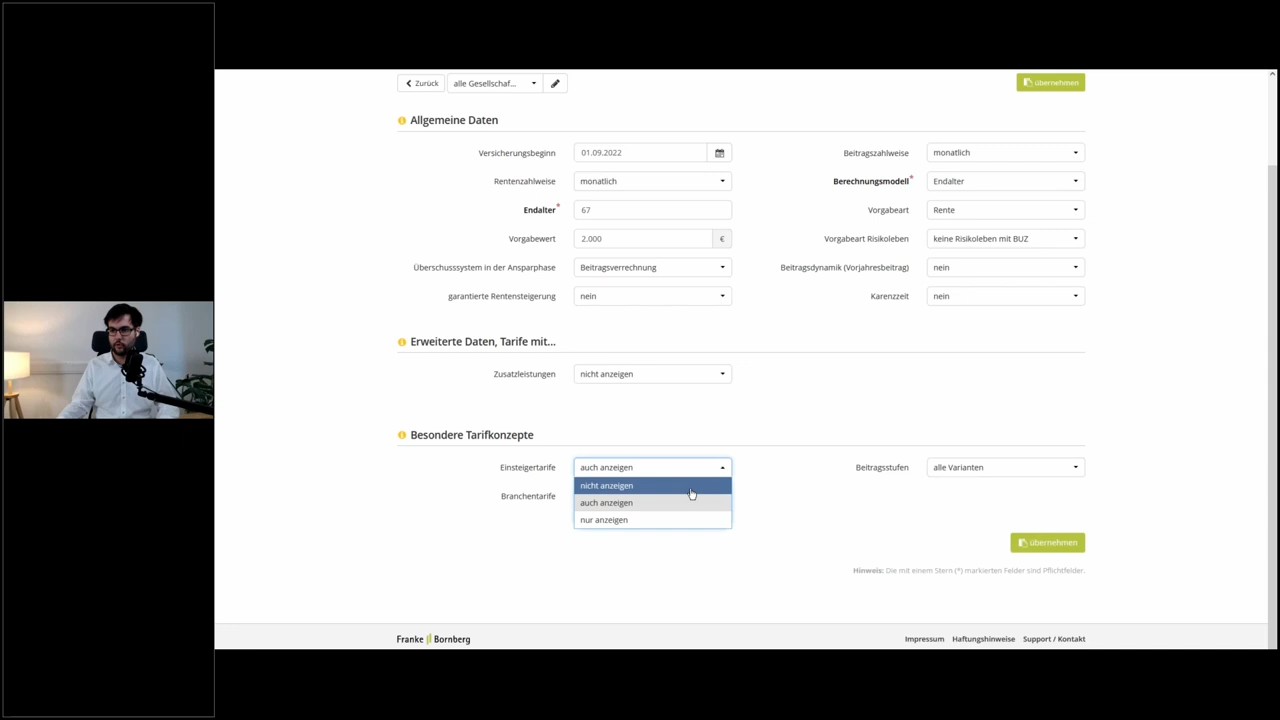 Zurück alle Gesellschaf... übernehmen
Allgemeine Daten
Versicherungsbeginn 01.09.2022 Beitragszahlweise monatlich
Rentenzahlweise monatlich Berechnungsmodell* Endalter
Endalter* 67 Vorgabeart Rente
Vorgabewert 2.000 € Vorgabeart Risikoleben keine Risikoleben mit BUZ
Überschusssystem in der Ansparphase Beitragsverrechnung Beitragsdynamik (Vorjahresbeitrag) nein
garantierte Rentensteigerung nein Karenzzeit nein
Erweiterte Daten, Tarife mit...
Zusatzleistungen nicht anzeigen
Besondere Tarifkonzepte
Einsteigertarife auch anzeigen Beitragsstufen alle Varianten
nicht anzeigen
Branchentarife auch anzeigen
nur anzeigen
übernehmen
Hinweis: Die mit einem Stern (*) markierten Felder sind Pflichtfelder.
Franke Bornberg Impressum Haftungshinweise Support / Kontakt